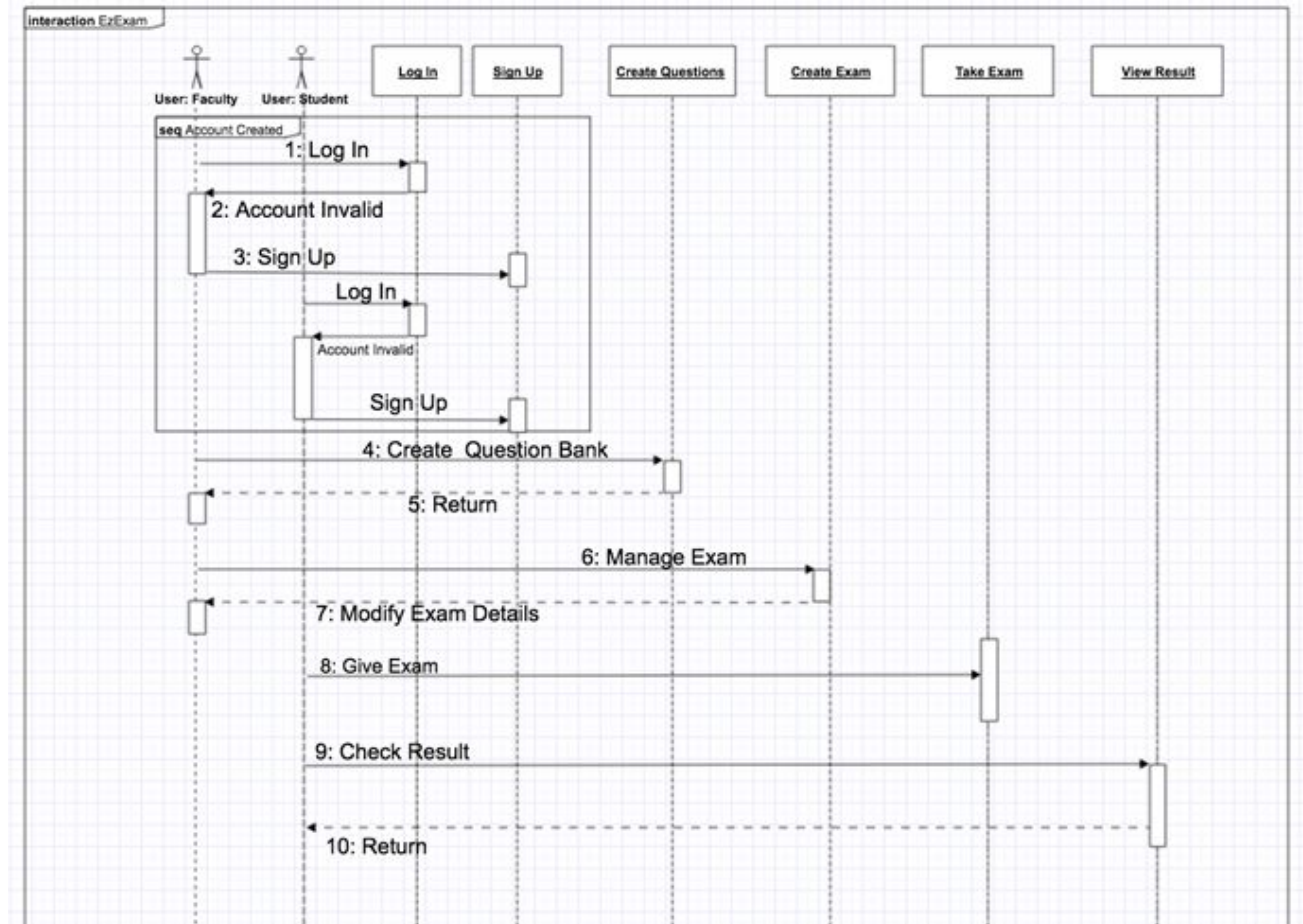 interaction EzExam
Log In
Sign Up
Create Questions
Create Exam
Take Exam
View Result
User: Faculty
User: Student
seq Account Created
1: Log In
2: Account Invalid
3: Sign Up
Log In
Account Invalid
Sign Up
4: Create Question Bank
5: Return
6: Manage Exam
7: Modify Exam Details
8: Give Exam
9: Check Result
10: Return